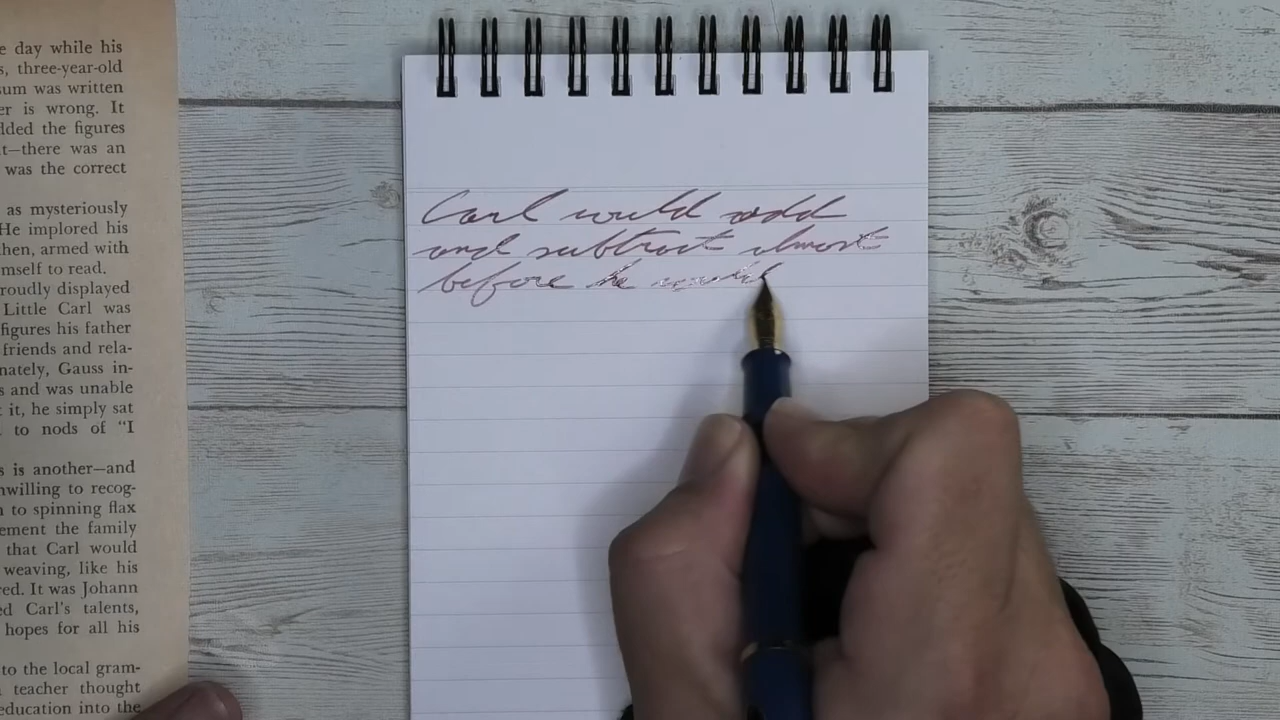 e day while his
s, three-year-old
sum was written
er is wrong. It
dded the figures
t—there was an
was the correct
as mysteriously
He implored his
then, armed with
mself to read.
roudly displayed
Little Carl was
figures his father
friends and rela-
nately, Gauss in-
s and was unable
t it, he simply sat
to nods of “I
s is another—and
nwilling to recog-
n to spinning flax
ement the family
that Carl would
weaving, like his
red. It was Johann
ed Carl's talents,
hopes for all his
to the local gram-
a teacher thought
education into the
Carl could add
and subtract almost
before he could